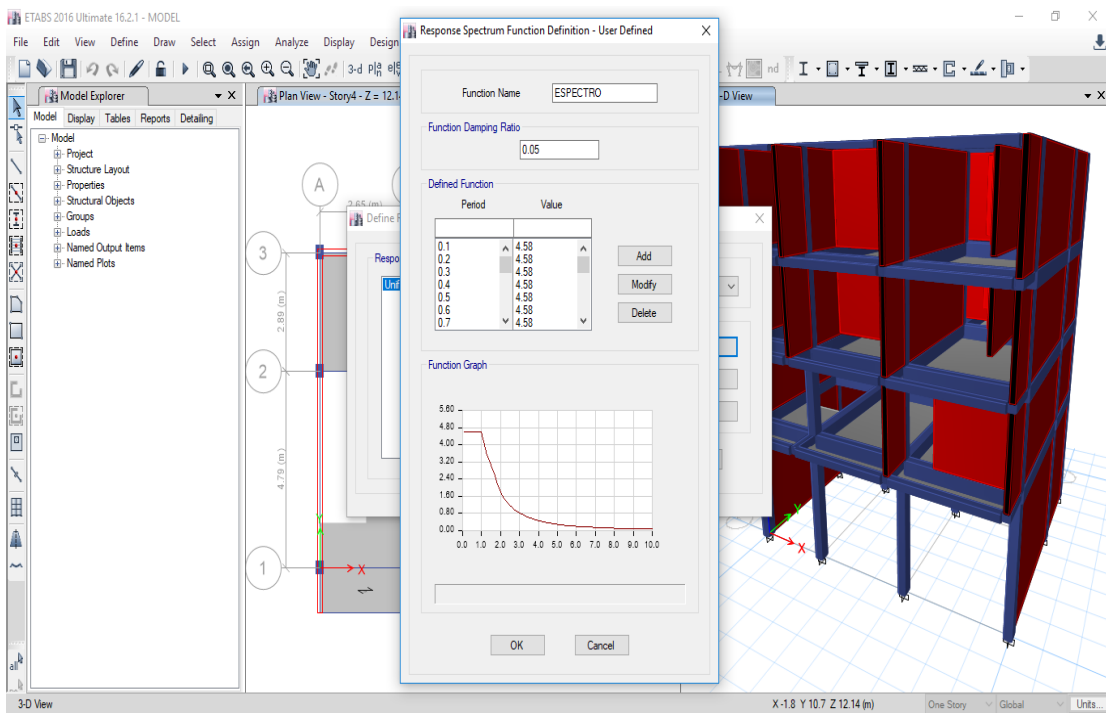 ETABS 2016 Ultimate 16.2.1 - MODEL
File Edit View Define Draw Select Assign Analyze Display Design
3-d
nd
Model Explorer
Model Display Tables Reports Detailing
Model
Project
Structure Layout
Properties
Structural Objects
Groups
Loads
Named Output Items
Named Plots
all
Plan View - Story4 - Z = 12.14
A
2.65 (m)
3
2.89 (m)
2
4.79 (m)
1
X
Define
Respo
Response Spectrum Function Definition - User Defined
Function Name ESPECTRO
Function Damping Ratio
0.05
Defined Function
Period Value
0.1 4.58
0.2 4.58
0.3 4.58
0.4 4.58
0.5 4.58
0.6 4.58
0.7 4.58
Add
Modify
Delete
Function Graph
5.60
4.80
4.00
3.20
2.40
1.60
0.80
0.00
0.0 1.0 2.0 3.0 4.0 5.0 6.0 7.0 8.0 9.0 10.0
OK Cancel
-D View
Y
X
3-D View
X -1.8 Y 10.7 Z 12.14 (m)
One Story Global Units...